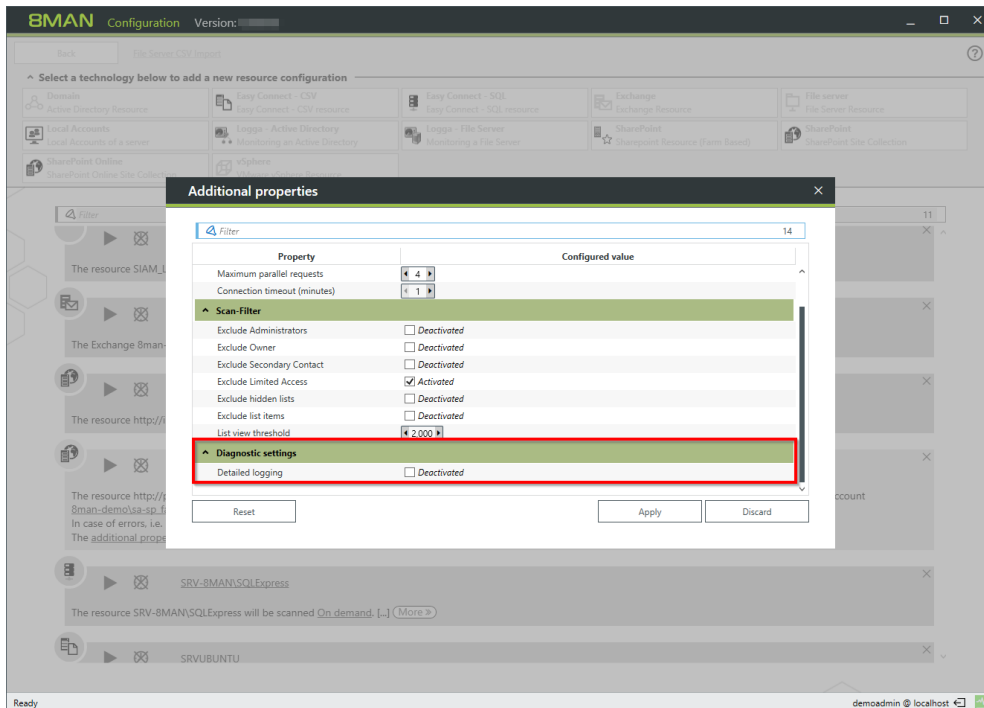 8MAN Configuration Version:
Back File Server CSV Import
Select a technology below to add a new resource configuration
Domain
Active Directory Resource
Easy Connect - CSV
Easy Connect - CSV resource
Easy Connect - SQL
Easy Connect - SQL resource
Exchange
Exchange Resource
File server
File Server Resource
Local Accounts
Local Accounts of a server
Logga - Active Directory
Monitoring an Active Directory
Logga - File Server
Monitoring a File Server
SharePoint
Sharepoint Resource (Farm Based)
SharePoint
SharePoint Site Collection
SharePoint Online
SharePoint Online Site Collection
vSphere
VMware vSphere Resource
Filter 11
The resource SIAM_L
The Exchange 8man-
The resource http://i
The resource http://p
ccount
8man-demo\sa-sp_fa
In case of errors, i.e.
The additional prope
SRV-8MAN\SQLExpress
The resource SRV-8MAN\SQLExpress will be scanned On demand. [...] More »
SRVUBUNTU
Additional properties
Filter 14
Property Configured value
Maximum parallel requests 4
Connection timeout (minutes) 1
Scan-Filter
Exclude Administrators Deactivated
Exclude Owner Deactivated
Exclude Secondary Contact Deactivated
Exclude Limited Access Activated
Exclude hidden lists Deactivated
Exclude list items Deactivated
List view threshold 2.000
Diagnostic settings
Detailed logging Deactivated
Reset Apply Discard
Ready demoadmin @ localhost